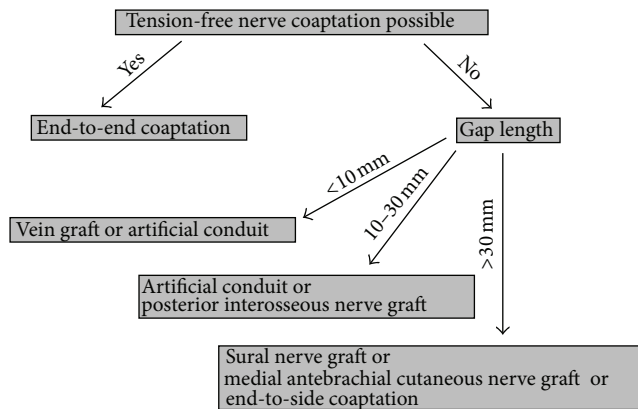 Tension-free nerve coaptation possible
Yes
No
End-to-end coaptation
Gap length
<10 mm
10–30 mm
>30 mm
Vein graft or artificial conduit
Artificial conduit or
posterior interosseous nerve graft
Sural nerve graft or
medial antebrachial cutaneous nerve graft or
end-to-side coaptation